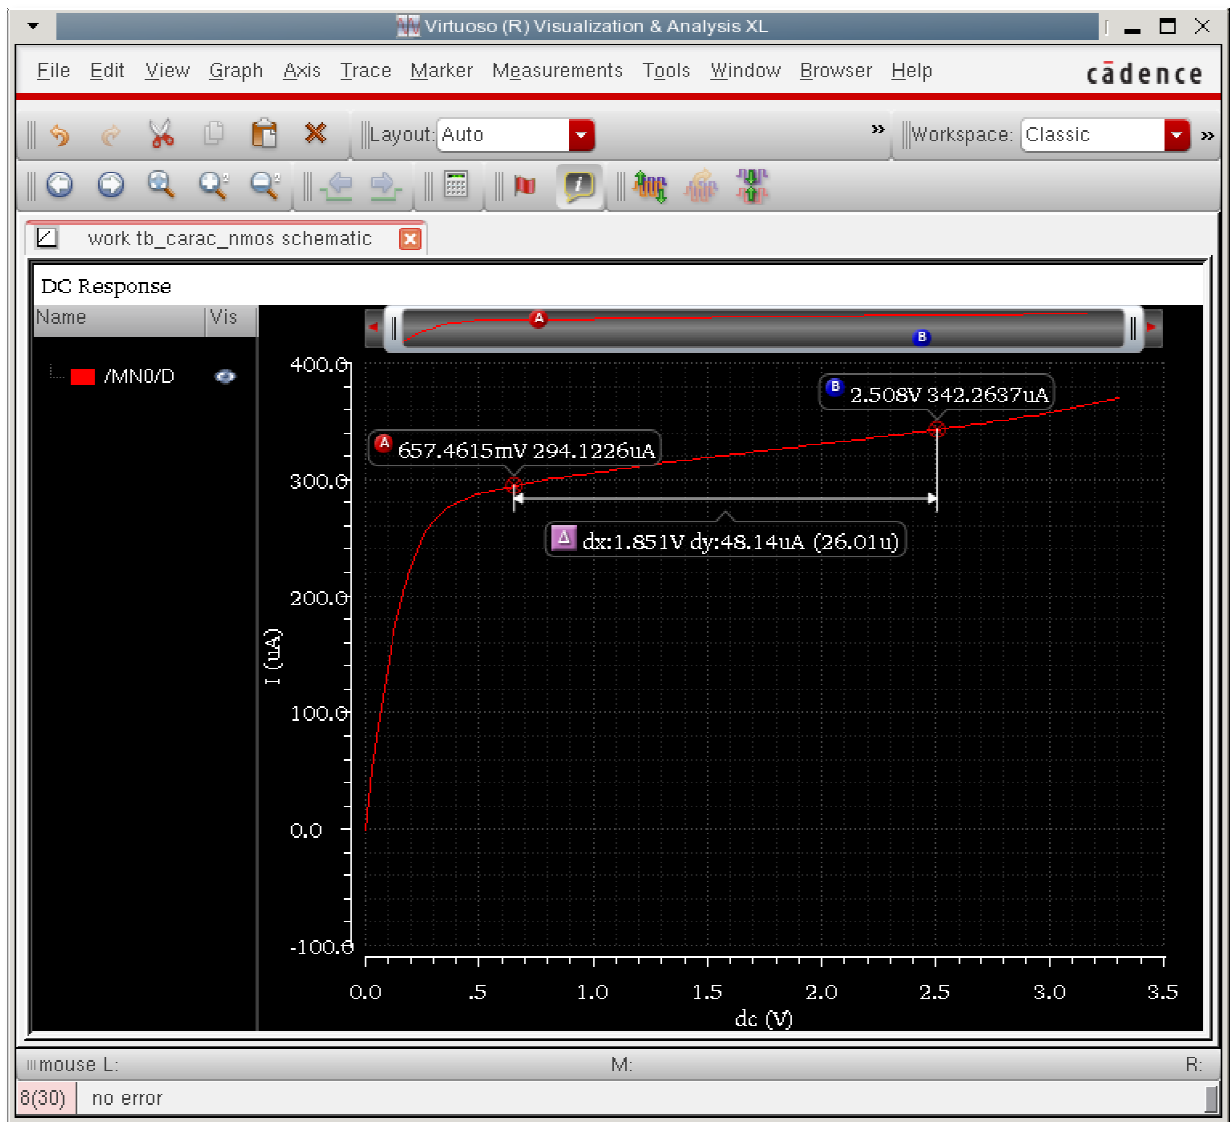 Virtuoso (R) Visualization & Analysis XL
File Edit View Graph Axis Trace Marker Measurements Tools Window Browser Help
cādence
Layout: Auto
» Workspace: Classic »
work tb_carac_nmos schematic
DC Response
Name Vis
/MN0/D
A
B
400.0
300.0
200.0
100.0
0.0
-100.0
I (uA)
B 2.508V 342.2637uA
A 657.4615mV 294.1226uA
Δ dx:1.851V dy:48.14uA (26.01u)
0.0 .5 1.0 1.5 2.0 2.5 3.0 3.5
dc (V)
mouse L: M: R:
8(30) no error